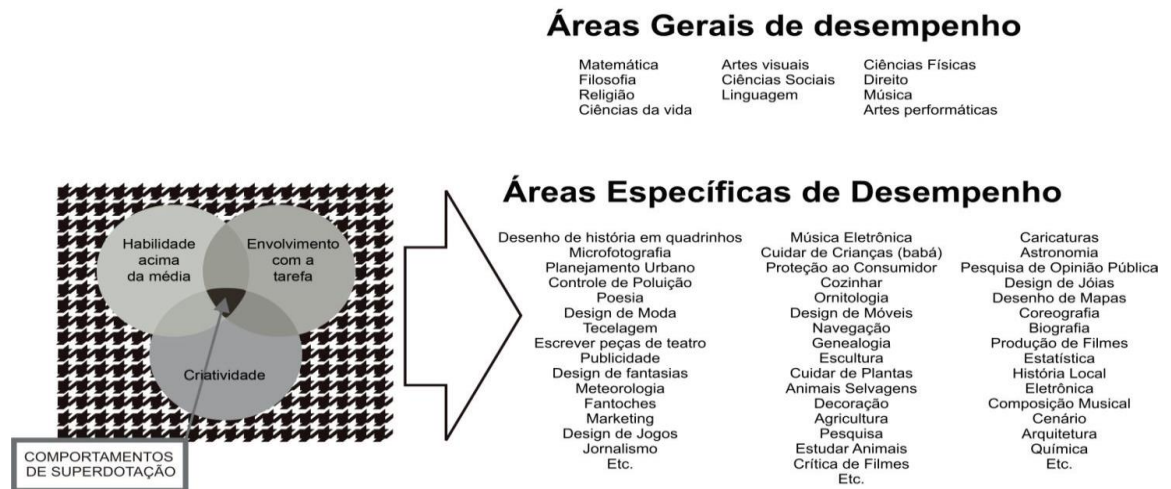 Áreas Gerais de desempenho
Matemática
Filosofia
Religião
Ciências da vida
Artes visuais
Ciências Sociais
Linguagem
Ciências Físicas
Direito
Música
Artes performáticas
Habilidade
acima
da média
Envolvimento
com a
tarefa
Criatividade
COMPORTAMENTOS
DE SUPERDOTAÇÃO
Áreas Específicas de Desempenho
Desenho de história em quadrinhos
Microfotografia
Planejamento Urbano
Controle de Poluição
Poesia
Design de Moda
Tecelagem
Escrever peças de teatro
Publicidade
Design de fantasias
Meteorologia
Fantoches
Marketing
Design de Jogos
Jornalismo
Etc.
Música Eletrônica
Cuidar de Crianças (babá)
Proteção ao Consumidor
Cozinhar
Ornitologia
Design de Móveis
Navegação
Genealogia
Escultura
Cuidar de Plantas
Animais Selvagens
Decoração
Agricultura
Pesquisa
Estudar Animais
Crítica de Filmes
Etc.
Caricaturas
Astronomia
Pesquisa de Opinião Pública
Design de Jóias
Desenho de Mapas
Coreografia
Biografia
Produção de Filmes
Estatística
História Local
Eletrônica
Composição Musical
Cenário
Arquitetura
Química
Etc.